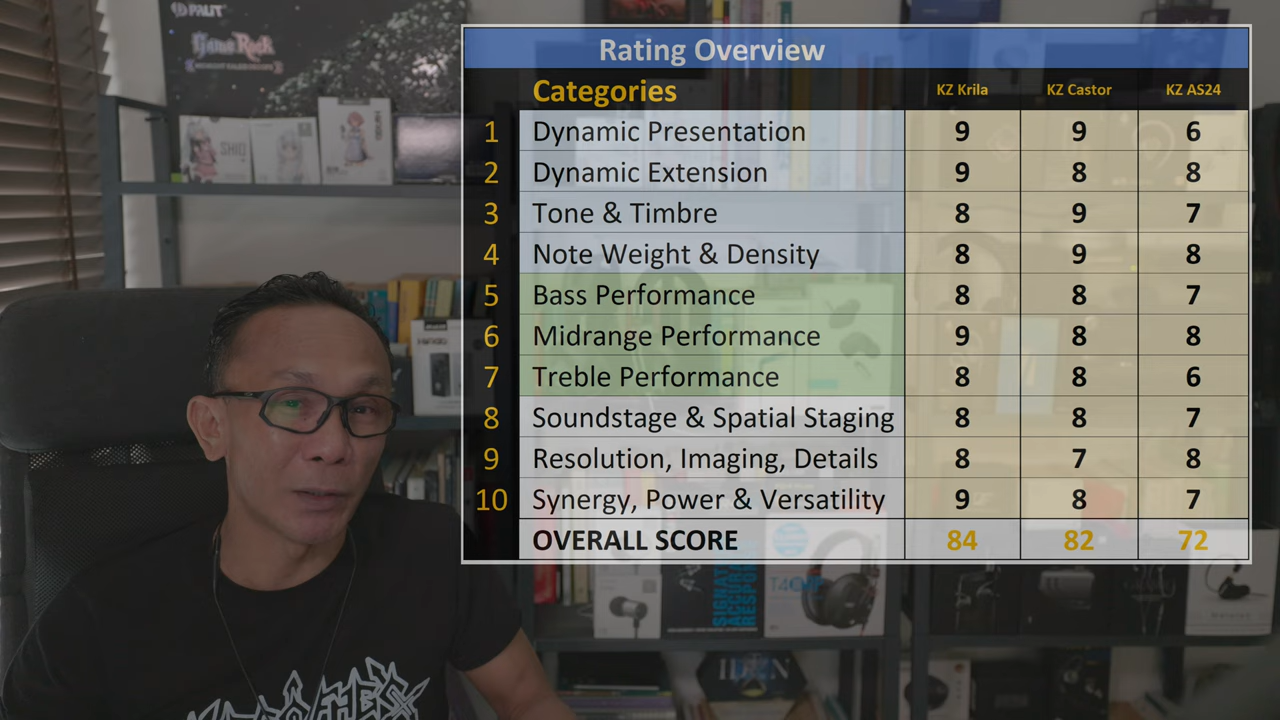 PALIT
GameRock
Rating Overview
Categories KZ Krila KZ Castor KZ AS24
1 Dynamic Presentation 9 9 6
2 Dynamic Extension 9 8 8
3 Tone & Timbre 8 9 7
4 Note Weight & Density 8 9 8
5 Bass Performance 8 8 7
6 Midrange Performance 9 8 8
7 Treble Performance 8 8 6
8 Soundstage & Spatial Staging 8 8 7
9 Resolution, Imaging, Details 8 7 8
10 Synergy, Power & Versatility 9 8 7
OVERALL SCORE 84 82 72